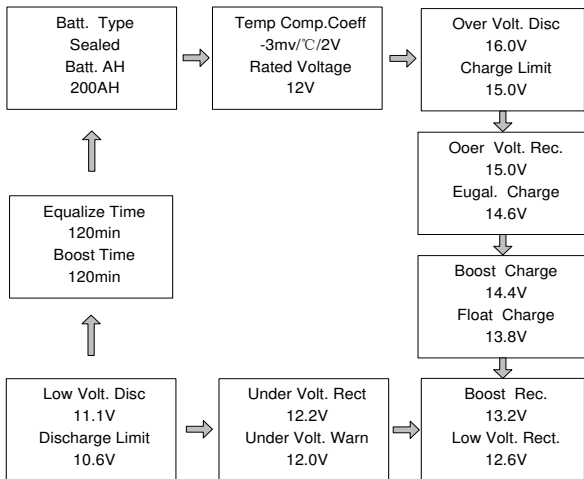 Batt. Type
Sealed
Batt. AH
200AH
Temp Comp.Coeff
-3mv/℃/2V
Rated Voltage
12V
Over Volt. Disc
16.0V
Charge Limit
15.0V
Ooer Volt. Rec.
15.0V
Eugal. Charge
14.6V
Equalize Time
120min
Boost Time
120min
Boost Charge
14.4V
Float Charge
13.8V
Low Volt. Disc
11.1V
Discharge Limit
10.6V
Under Volt. Rect
12.2V
Under Volt. Warn
12.0V
Boost Rec.
13.2V
Low Volt. Rect.
12.6V